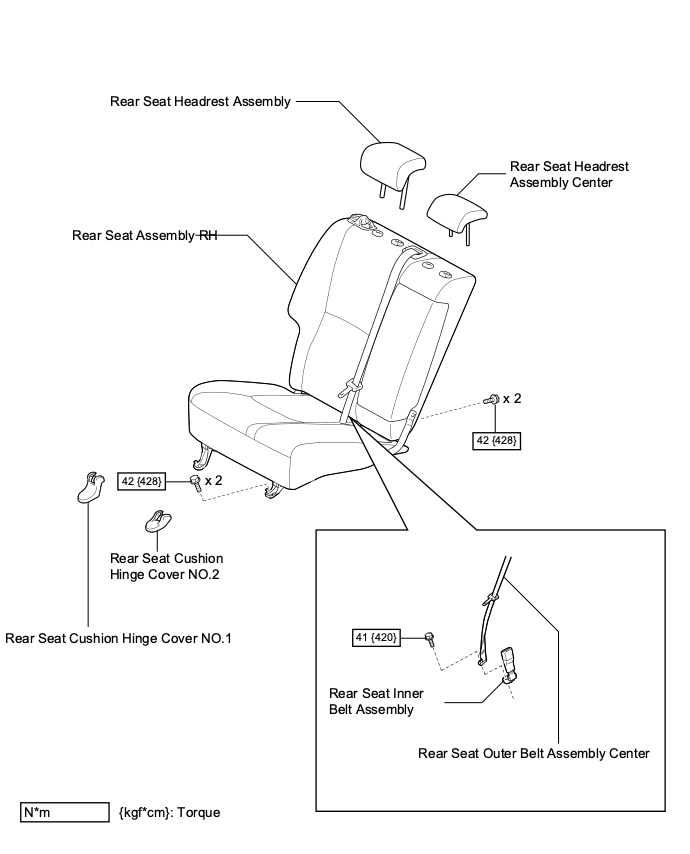 Rear Seat Headrest Assembly
Rear Seat Headrest
Assembly Center
Rear Seat Assembly RH
x 2
42 {428}
42 {428}
x 2
Rear Seat Cushion
Hinge Cover NO.2
Rear Seat Cushion Hinge Cover NO.1
41 {420}
Rear Seat Inner
Belt Assembly
Rear Seat Outer Belt Assembly Center
N*m
{kgf*cm}: Torque